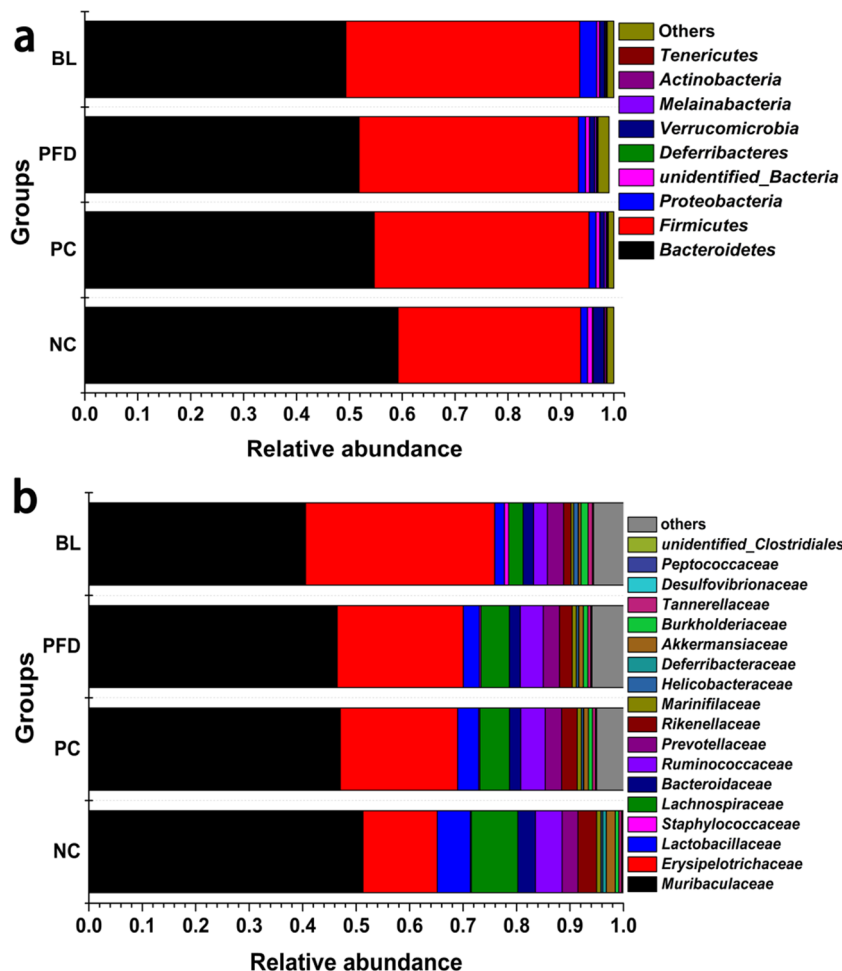 a
Groups
BL
PFD
PC
NC
0.0 0.1 0.2 0.3 0.4 0.5 0.6 0.7 0.8 0.9 1.0
Relative abundance
Others
Tenericutes
Actinobacteria
Melainabacteria
Verrucomicrobia
Deferribacteres
unidentified_Bacteria
Proteobacteria
Firmicutes
Bacteroidetes
b
Groups
BL
PFD
PC
NC
0.0 0.1 0.2 0.3 0.4 0.5 0.6 0.7 0.8 0.9 1.0
Relative abundance
others
unidentified_Clostridiales
Peptococcaceae
Desulfovibrionaceae
Tannerellaceae
Burkholderiaceae
Akkermansiaceae
Deferribacteraceae
Helicobacteraceae
Marinifilaceae
Rikenellaceae
Prevotellaceae
Ruminococcaceae
Bacteroidaceae
Lachnospiraceae
Staphylococcaceae
Lactobacillaceae
Erysipelotrichaceae
Muribaculaceae